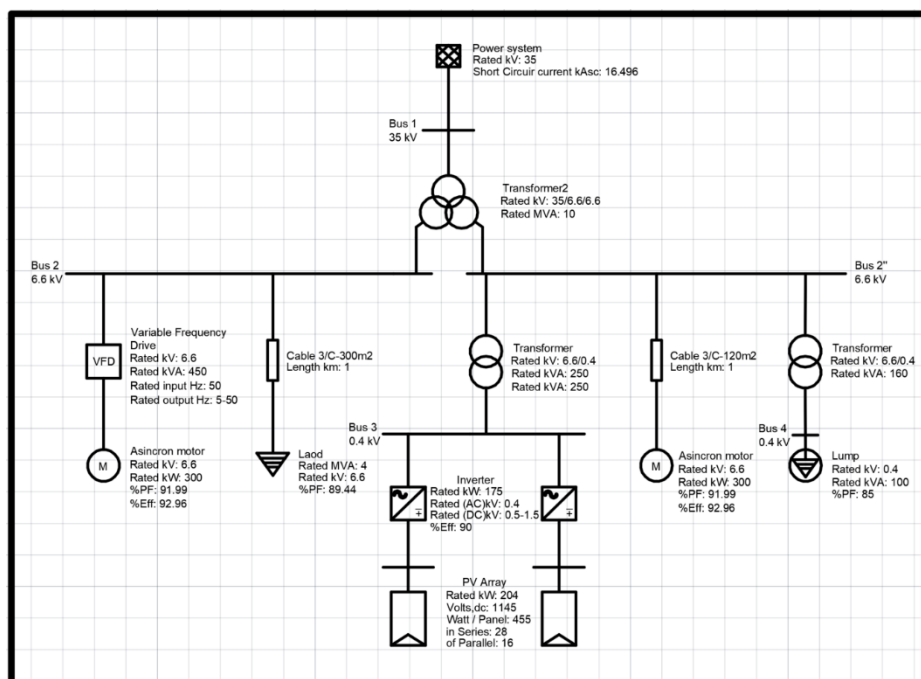 Power system
Rated kV: 35
Short Circuir current kAsc: 16.496
Bus 1
35 kV
Transformer2
Rated kV: 35/6.6/6.6
Rated MVA: 10
Bus 2
6.6 kV
Bus 2"
6.6 kV
Variable Frequency
Drive
Rated kV: 6.6
Rated kVA: 450
Rated input Hz: 50
Rated output Hz: 5-50
VFD
Cable 3/C-300m2
Length km: 1
Transformer
Rated kV: 6.6/0.4
Rated kVA: 250
Rated kVA: 250
Cable 3/C-120m2
Length km: 1
Transformer
Rated kV: 6.6/0.4
Rated kVA: 160
Bus 3
0.4 kV
Bus 4
0.4 kV
M
Asincron motor
Rated kV: 6.6
Rated kW: 300
%PF: 91.99
%Eff: 92.96
Laod
Rated MVA: 4
Rated kV: 6.6
%PF: 89.44
Inverter
Rated kW: 175
Rated (AC)kV: 0.4
Rated (DC)kV: 0.5-1.5
%Eff: 90
M
Asincron motor
Rated kV: 6.6
Rated kW: 300
%PF: 91.99
%Eff: 92.96
Lump
Rated kV: 0.4
Rated kVA: 100
%PF: 85
PV Array
Rated kW: 204
Volts,dc: 1145
Watt / Panel: 455
in Series: 28
of Parallel: 16